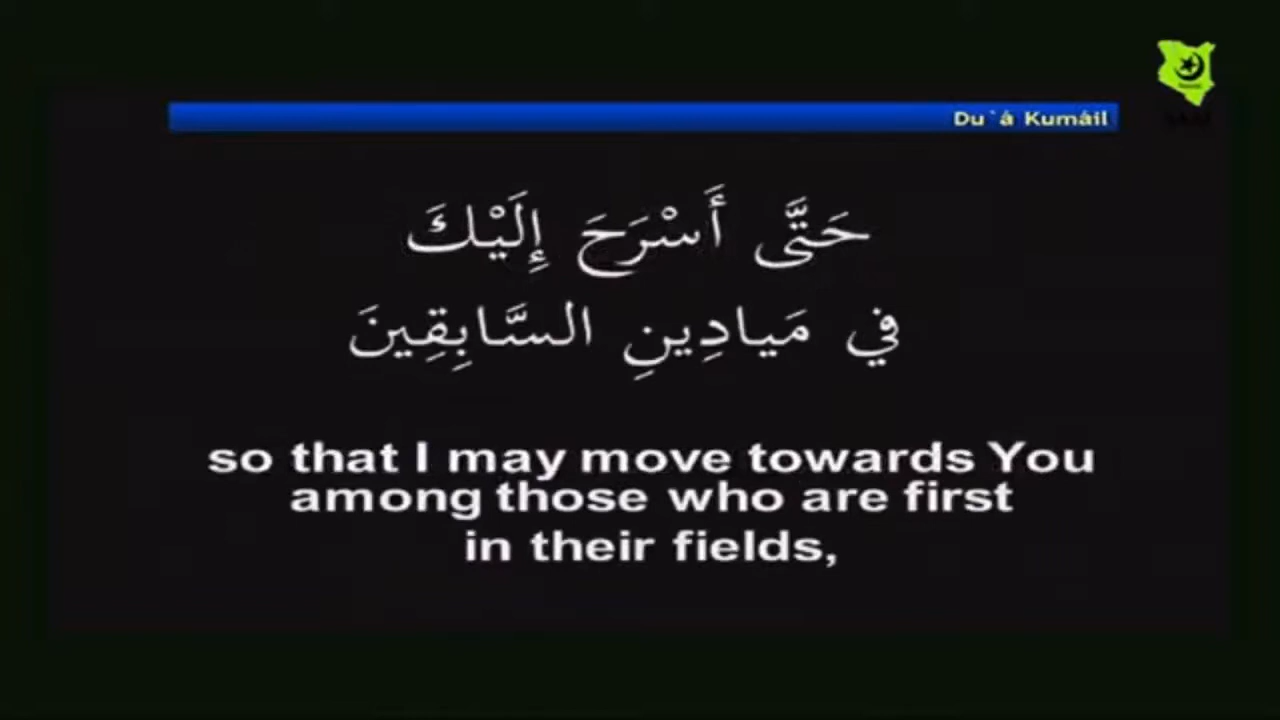 Du`á Kumáil
حَتَّى أَسْرَحَ إِلَيْكَ
في مَيادِينِ السَّابِقِينَ
so that I may move towards You
among those who are first
in their fields,